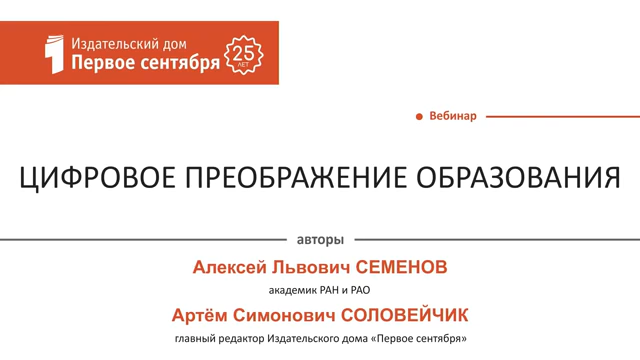 Издательский дом
Первое сентября
25
ЛЕТ
Вебинар
ЦИФРОВОЕ ПРЕОБРАЖЕНИЕ ОБРАЗОВАНИЯ
авторы
Алексей Львович СЕМЕНОВ
академик РАН и РАО
Артём Симонович СОЛОВЕЙЧИК
главный редактор Издательского дома «Первое сентября»